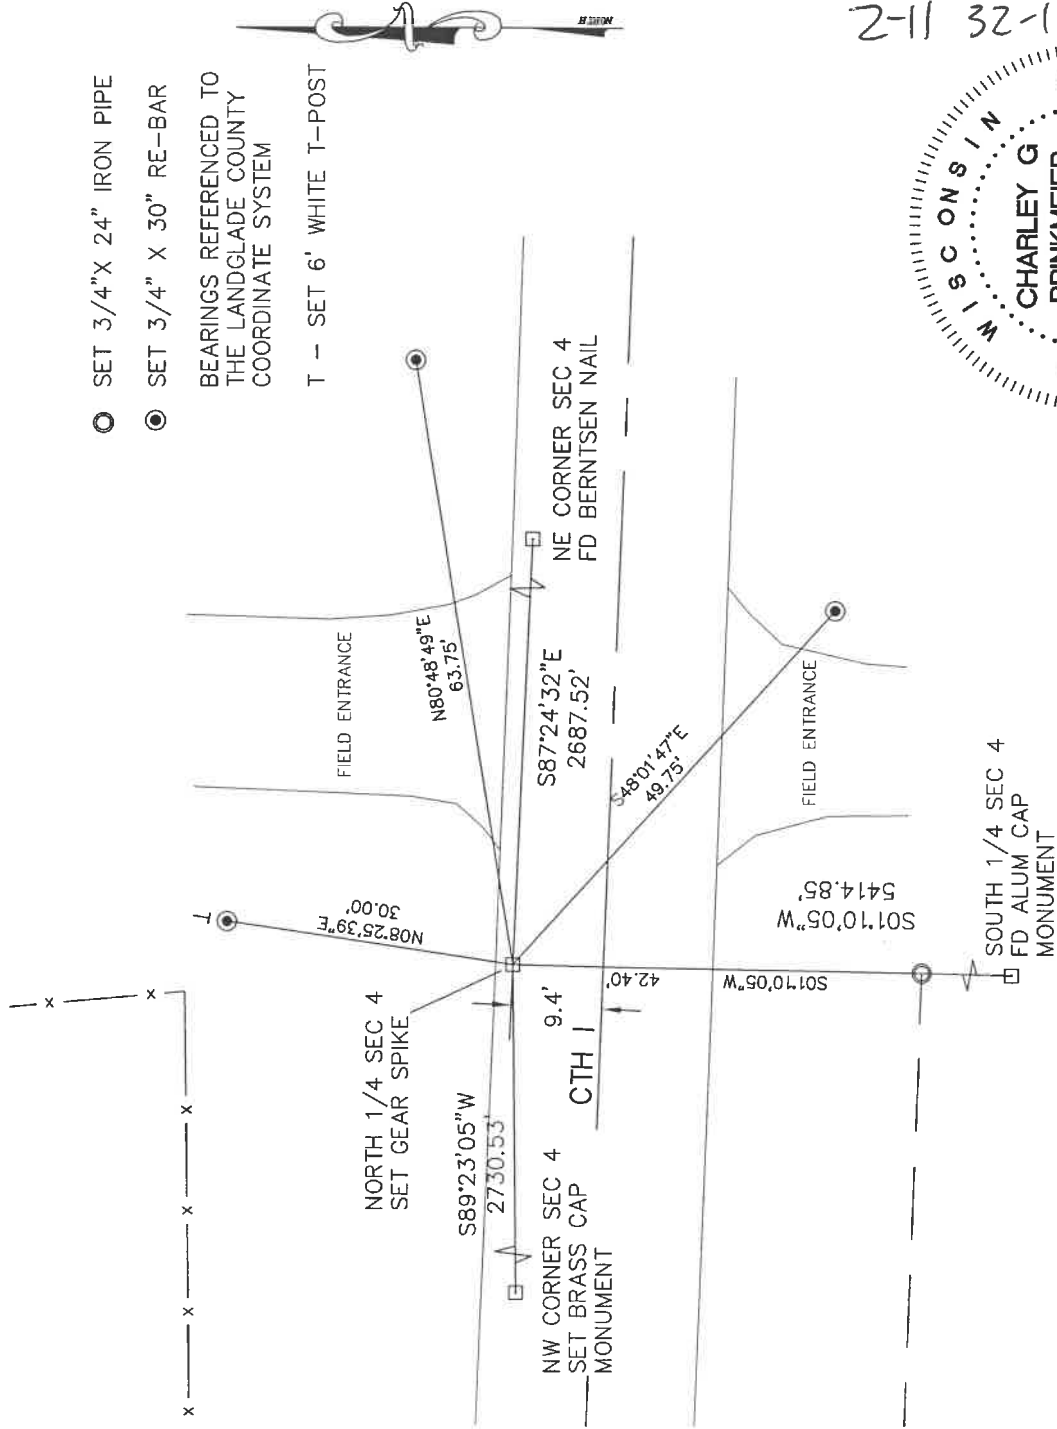 SET 3/4"X 24" IRON PIPE
SET 3/4" X 30" RE-BAR
BEARINGS REFERENCED TO
THE LANDGLADE COUNTY
COORDINATE SYSTEM
T - SET 6' WHITE T-POST
NORTH
2-11 32-1
WISCONSIN
CHARLEY G
FIELD ENTRANCE
N80°48'49"E
63.75'
T
N08°25'39"E
30.00'
NORTH 1/4 SEC 4
SET GEAR SPIKE
NE CORNER SEC 4
FD BERNTSEN NAIL
S87°24'32"E
2687.52'
S89°23'05"W
2730.53'
NW CORNER SEC 4
SET BRASS CAP
MONUMENT
9.4'
CTH I
S48°01'47"E
49.75'
FIELD ENTRANCE
42.40'
S01°10'05"W
S01°10'05"W
5414.85'
SOUTH 1/4 SEC 4
FD ALUM CAP
MONUMENT
x
x
x
x
x
x